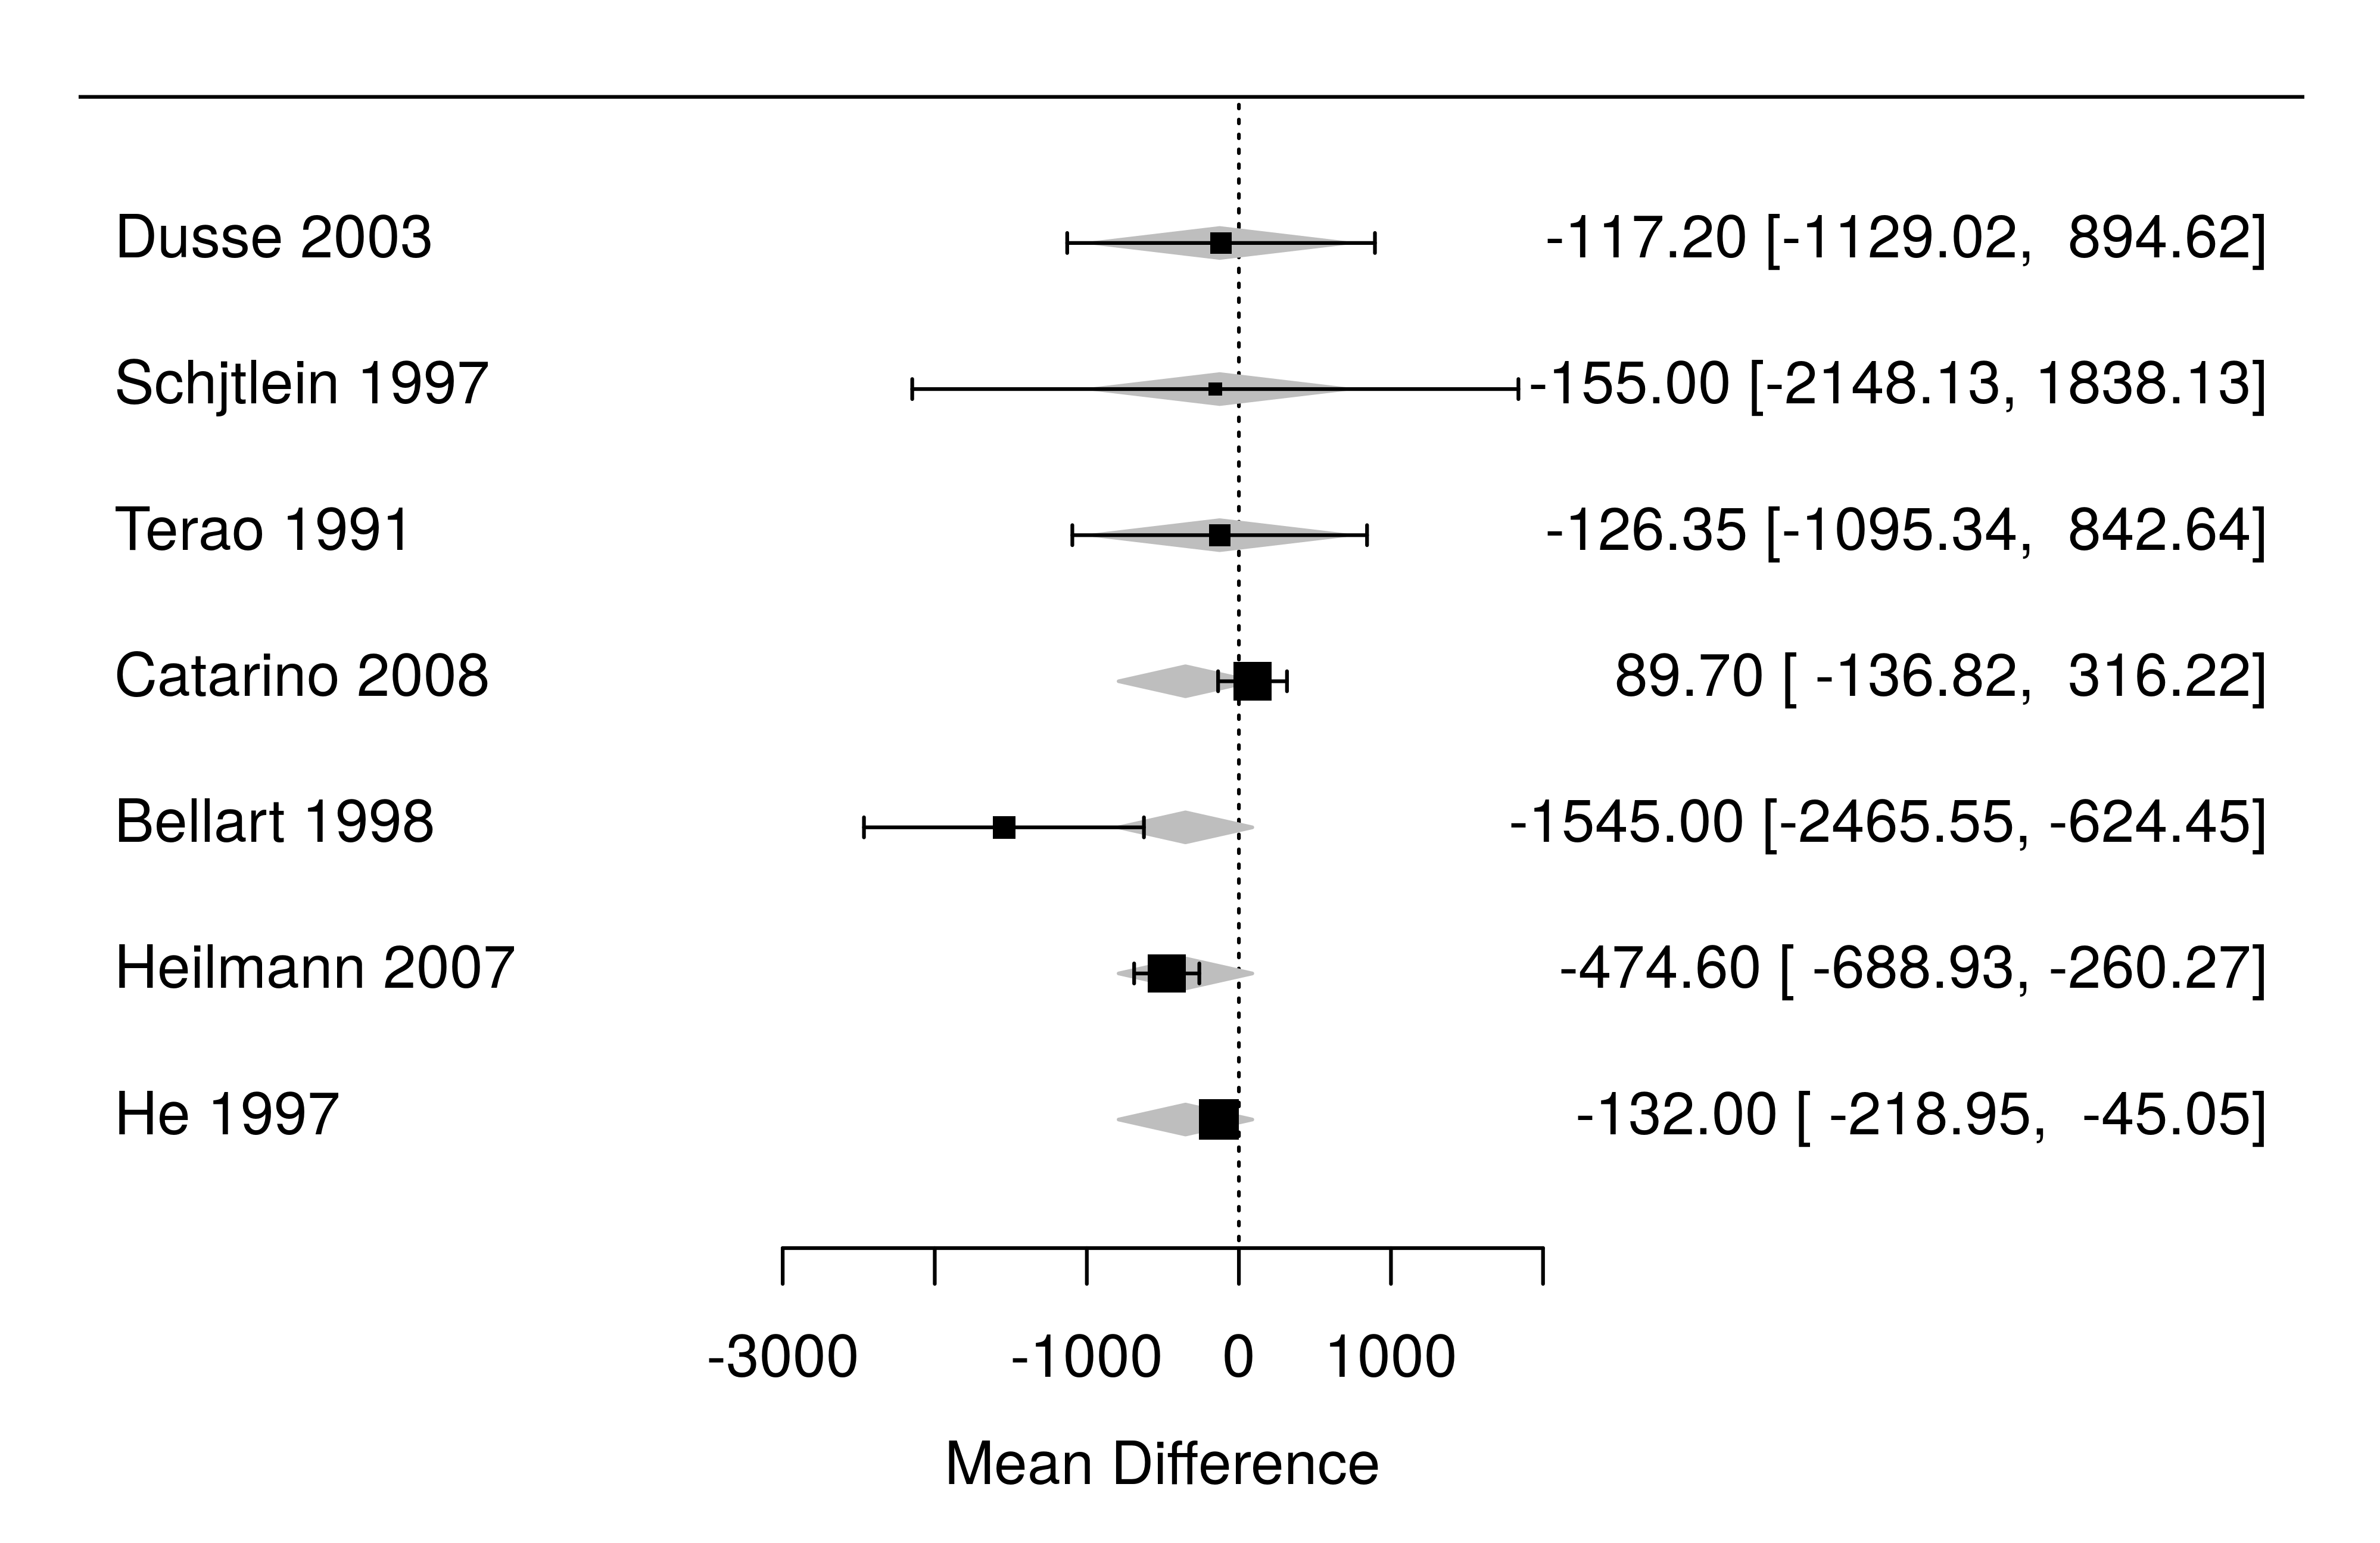 Dusse 2003 -117.20 [-1129.02, 894.62]
Schjtlein 1997 -155.00 [-2148.13, 1838.13]
Terao 1991 -126.35 [-1095.34, 842.64]
Catarino 2008 89.70 [ -136.82, 316.22]
Bellart 1998 -1545.00 [-2465.55, -624.45]
Heilmann 2007 -474.60 [ -688.93, -260.27]
He 1997 -132.00 [ -218.95, -45.05]
-3000 -1000 0 1000
Mean Difference